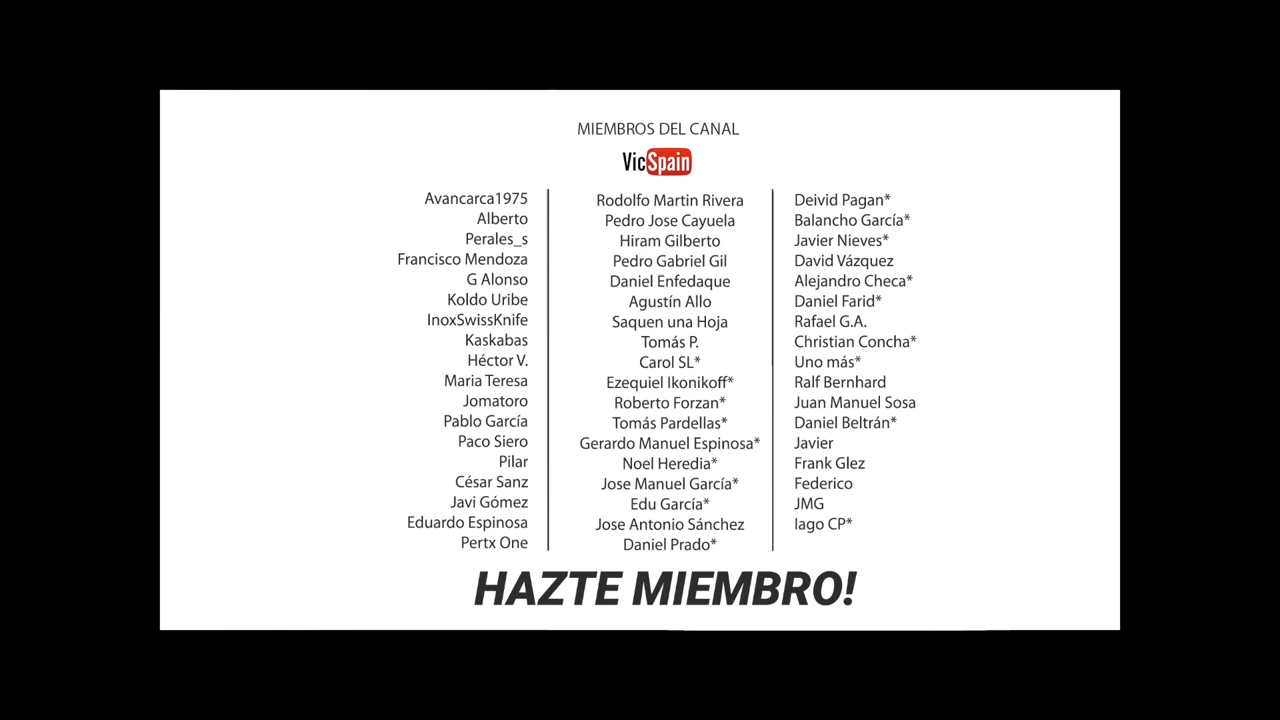 MIEMBROS DEL CANAL
VicSpain
Avancarca1975
Alberto
Perales_s
Francisco Mendoza
G Alonso
Koldo Uribe
InoxSwissKnife
Kaskabas
Héctor V.
Maria Teresa
Jomatoro
Pablo García
Paco Siero
Pilar
César Sanz
Javi Gómez
Eduardo Espinosa
Pertx One
Rodolfo Martin Rivera
Pedro Jose Cayuela
Hiram Gilberto
Pedro Gabriel Gil
Daniel Enfedaque
Agustín Allo
Saquen una Hoja
Tomás P.
Carol SL*
Ezequiel Ikonikoff*
Roberto Forzan*
Tomás Pardellas*
Gerardo Manuel Espinosa*
Noel Heredia*
Jose Manuel García*
Edu García*
Jose Antonio Sánchez
Daniel Prado*
Deivid Pagan*
Balancho García*
Javier Nieves*
David Vázquez
Alejandro Checa*
Daniel Farid*
Rafael G.A.
Christian Concha*
Uno más*
Ralf Bernhard
Juan Manuel Sosa
Daniel Beltrán*
Javier
Frank Glez
Federico
JMG
Iago CP*
HAZTE MIEMBRO!